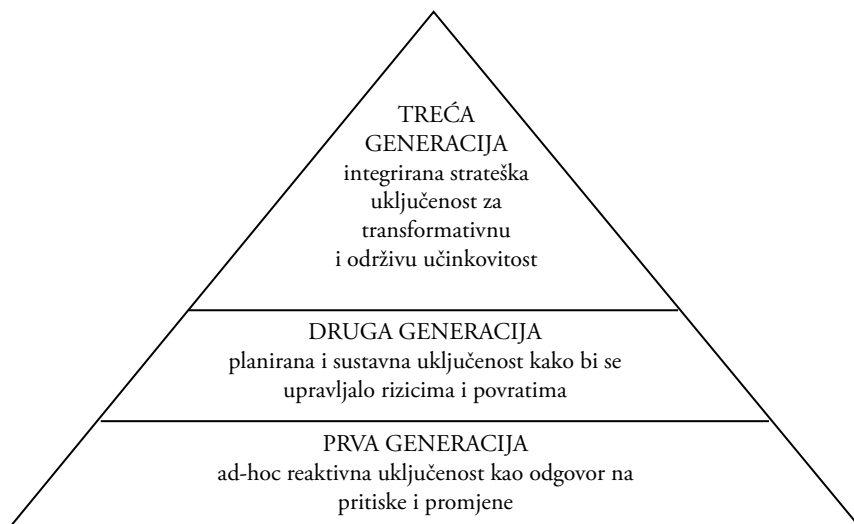 TREĆA
GENERACIJA
integrirana strateška
uključenost za
transformativnu
i održivu učinkovitost
DRUGA GENERACIJA
planirana i sustavna uključenost kako bi se
upravljalo rizicima i povratima
PRVA GENERACIJA
ad-hoc reaktivna uključenost kao odgovor na
pritiske i promjene